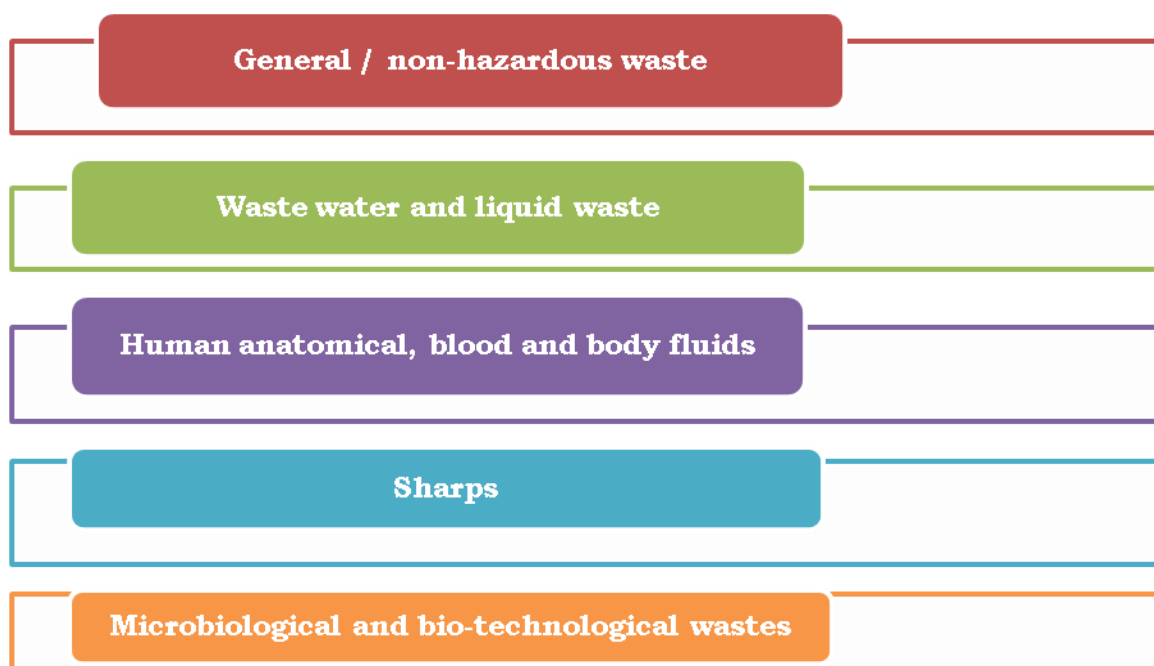 General / non-hazardous waste
Waste water and liquid waste
Human anatomical, blood and body fluids
Sharps
Microbiological and bio-technological wastes